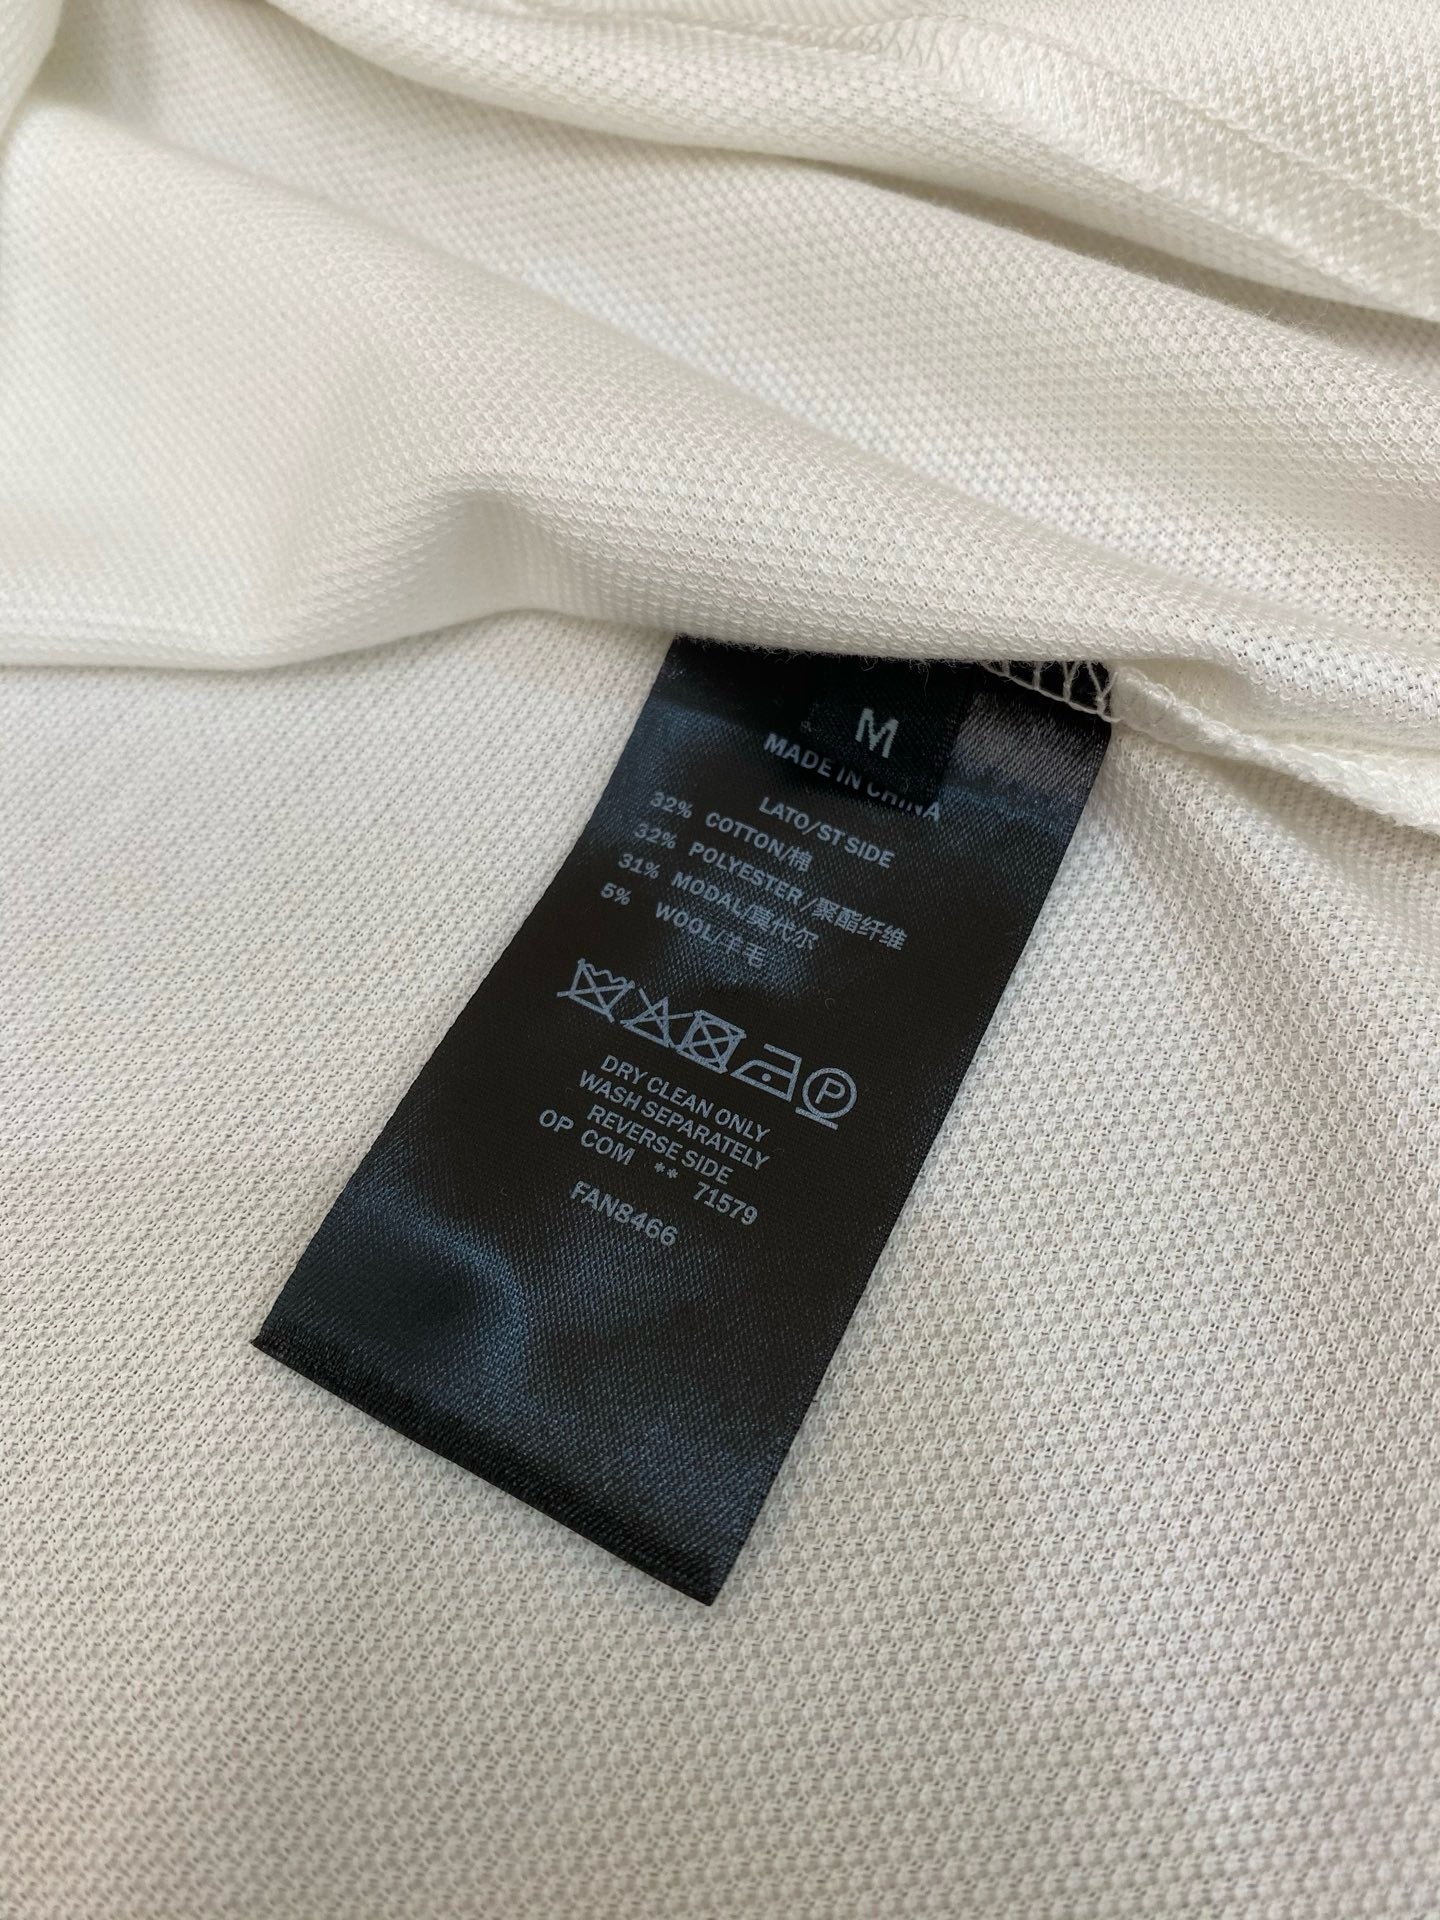 M
MADE IN CHINA
LATO/ST SIDE
32% COTTON/棉
32% POLYESTER/聚酯纤维
31% MODAL/莫代尔
5% WOOL/羊毛
P
DRY CLEAN ONLY
WASH SEPARATELY
REVERSE SIDE
OP COM ** 71579
FAN8466